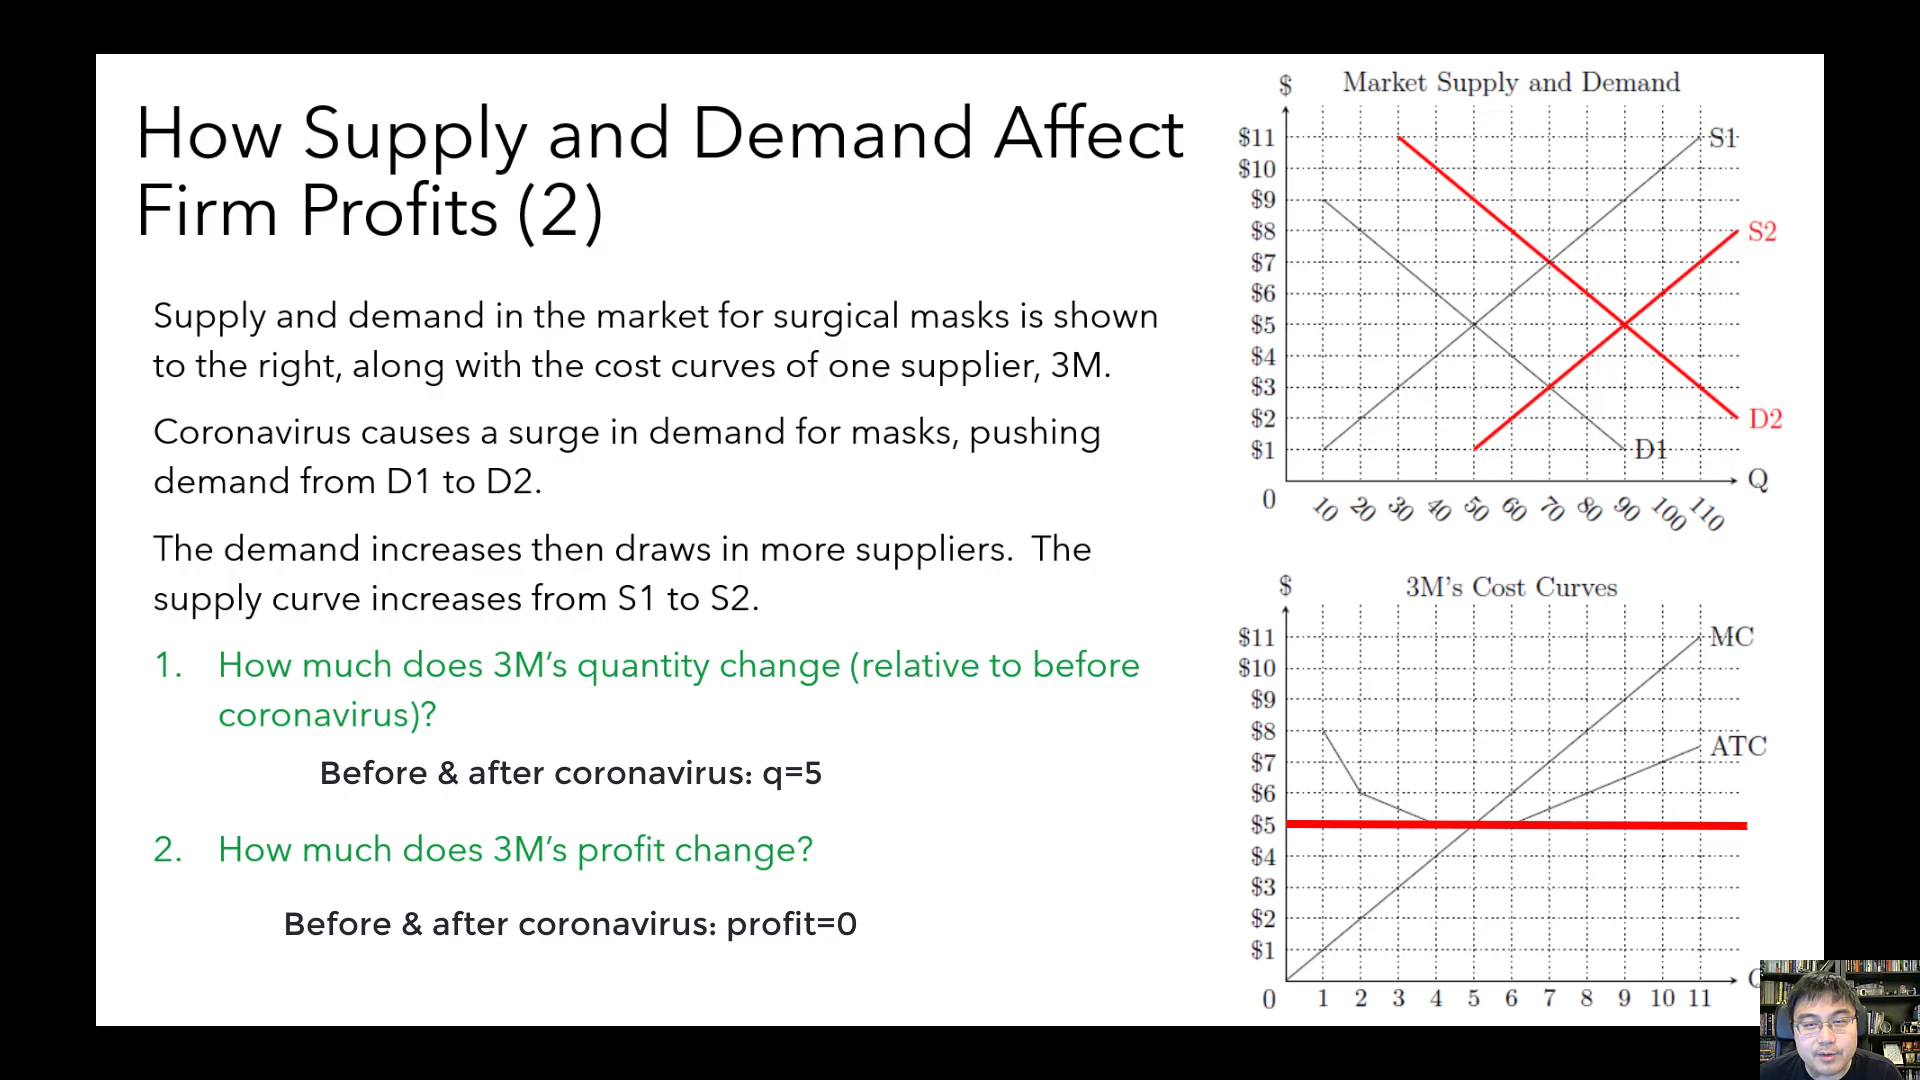 How Supply and Demand Affect
Firm Profits (2)
Supply and demand in the market for surgical masks is shown
to the right, along with the cost curves of one supplier, 3M.
Coronavirus causes a surge in demand for masks, pushing
demand from D1 to D2.
The demand increases then draws in more suppliers. The
supply curve increases from S1 to S2.
1. How much does 3M's quantity change (relative to before
coronavirus)?
Before & after coronavirus: q=5
2. How much does 3M's profit change?
Before & after coronavirus: profit=0
$ Market Supply and Demand
$11
$10
$9
$8
$7
$6
$5
$4
$3
$2
$1
0
S1
S2
D2
D1
Q
10 20 30 40 50 60 70 80 90 100 110
$ 3M's Cost Curves
$11
$10
$9
$8
$7
$6
$5
$4
$3
$2
$1
MC
ATC
0 1 2 3 4 5 6 7 8 9 10 11